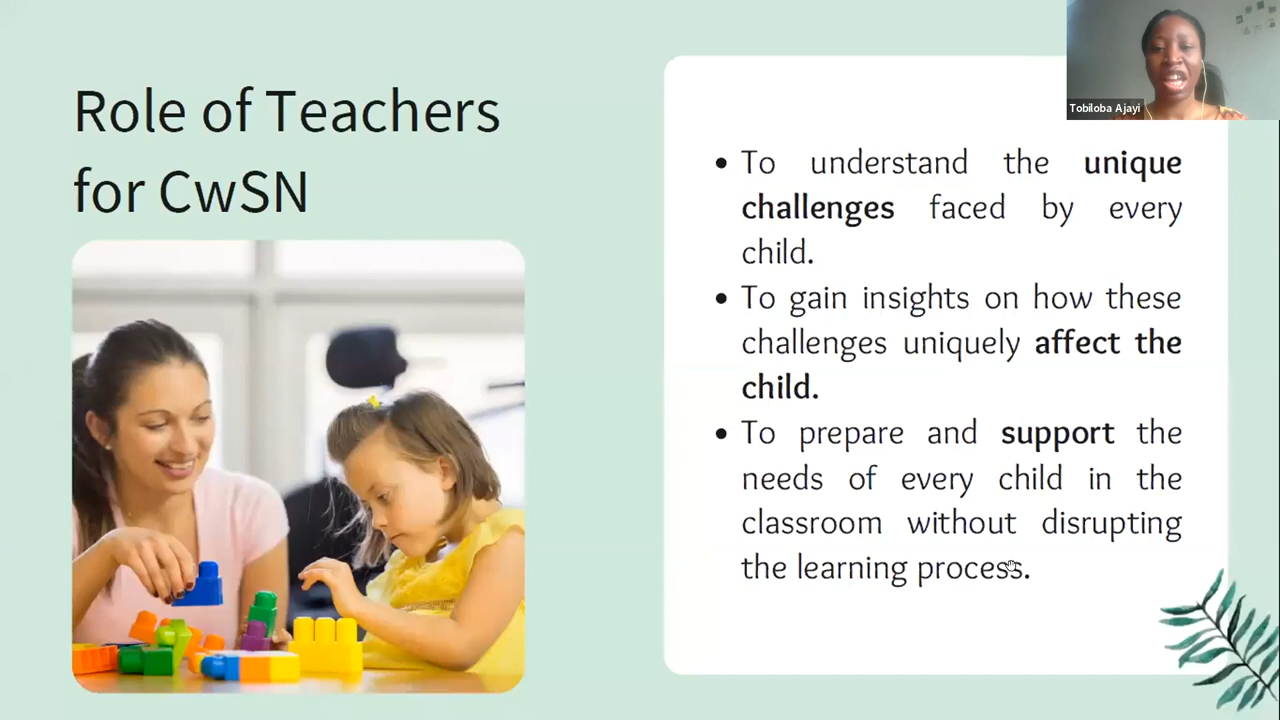 Role of Teachers
for CwSN
Tobiloba Ajayi
• To understand the unique
challenges faced by every
child.
• To gain insights on how these
challenges uniquely affect the
child.
• To prepare and support the
needs of every child in the
classroom without disrupting
the learning process.